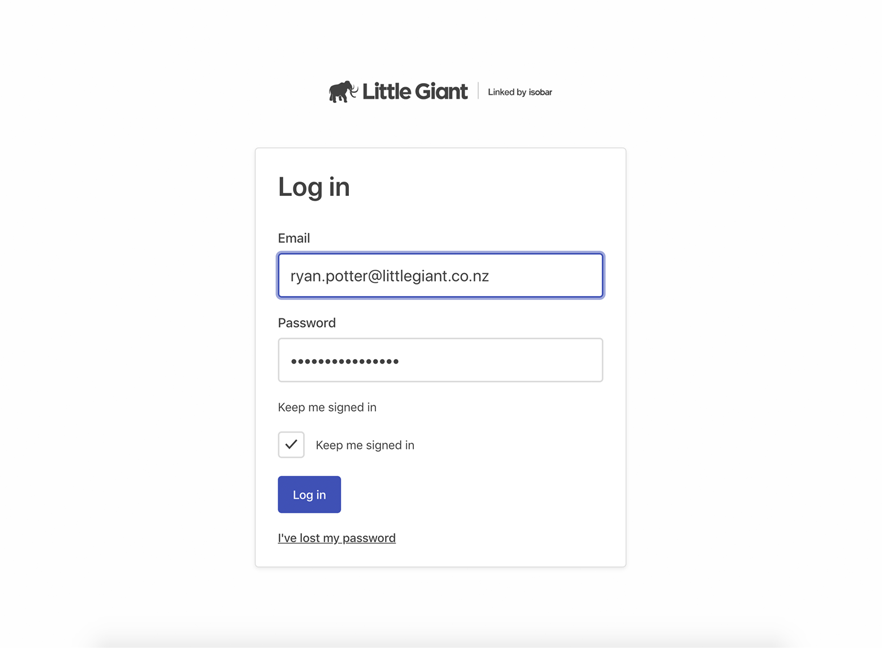 Little Giant Linked by isobar
Log in
Email
ryan.potter@littlegiant.co.nz
Password
••••••••••••••••
Keep me signed in
Keep me signed in
Log in
I've lost my password